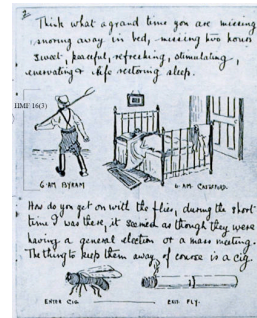 2
Think what a grand time you are missing
snoring away in bed, missing two hours
sweet, peaceful, refreshing, stimulating,
enervating & life restoring sleep.
HMF 16(3)
6 AM BYRAM
6 AM. CATSFORD.
How do you get on with the flies, during the short
time I was there, it seemed as though they were
having a general election or a mass meeting.
The thing to keep them away, of course is a cig.
ENTER CIG.
EXIT FLY.